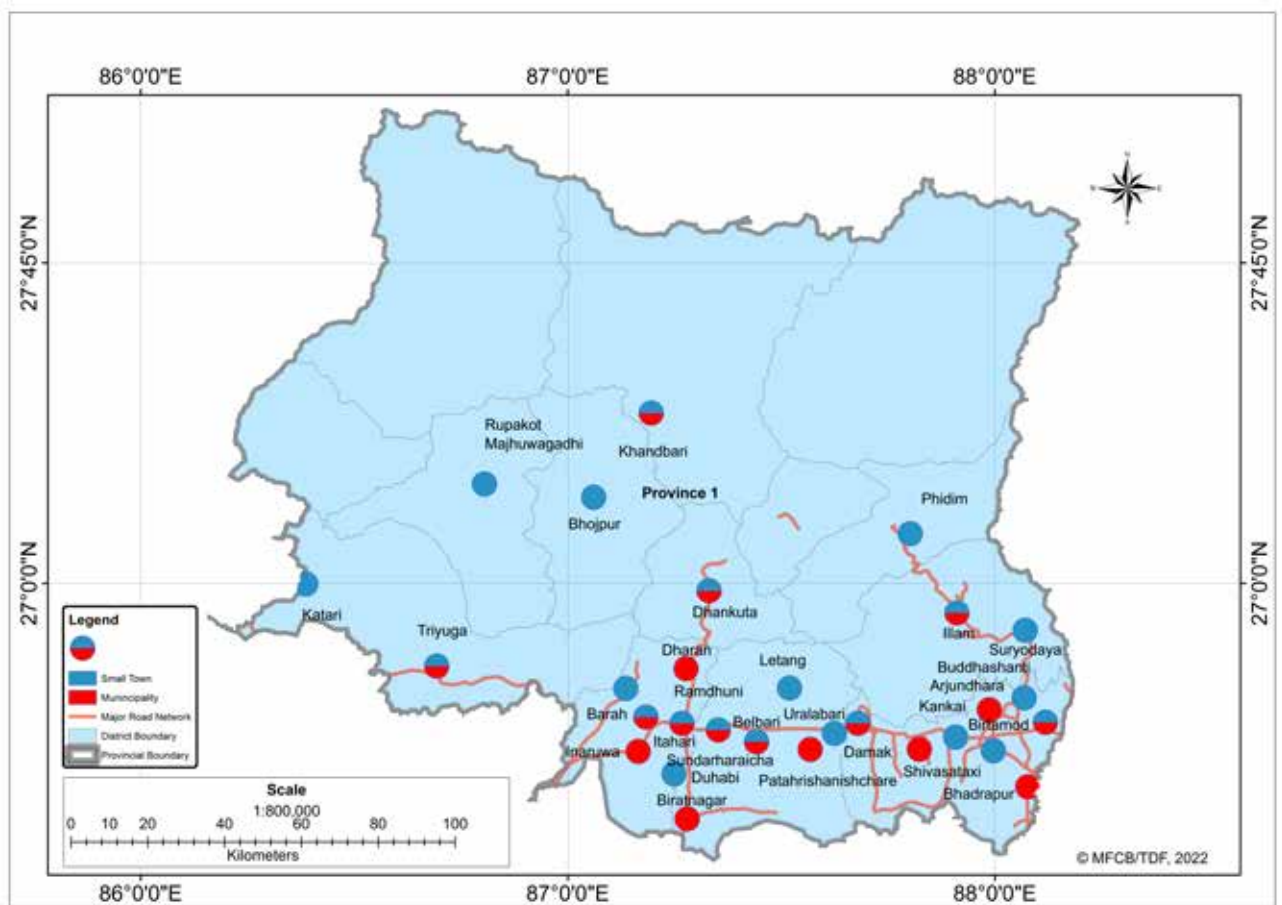 86°0'0"E 87°0'0"E 88°0'0"E
27°45'0"N
27°45'0"N
27°0'0"N
27°0'0"N
N
E
Rupakot
Majhuwagadhi
Khandbari
Province 1
Bhojpur
Phidim
Katari
Triyuga
Dhankuta
Illam
Suryodaya
Dharan
Letang
Buddhashanti
Ramdhuni
Arjundhara
Kankai
Barah
Belbari
Uralabari
Birtamod
Itahari
Inaruwa
Sundarharaicha
Damak
Duhabi
Patahrishanishchare
Shivasataxi
Biratnagar
Bhadrapur
Legend
Small Town
Munincipality
Major Road Network
District Boundary
Provincial Boundary
Scale
1:800,000
0 10 20 40 60 80 100
Kilometers
© MFCB/TDF, 2022
86°0'0"E 87°0'0"E 88°0'0"E